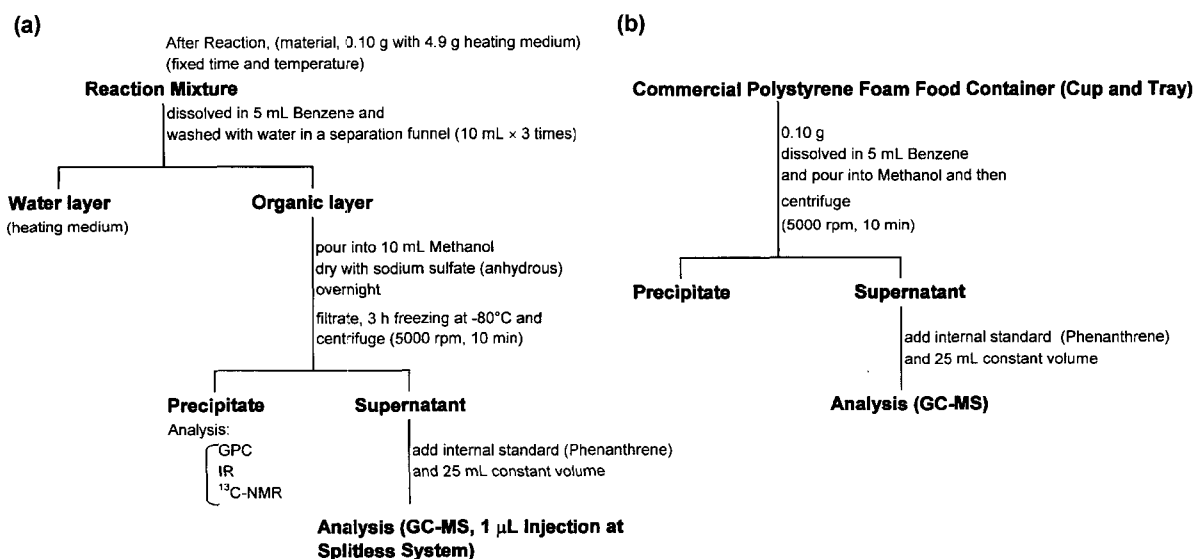 (a)
After Reaction, (material, 0.10 g with 4.9 g heating medium)
(fixed time and temperature)
Reaction Mixture
dissolved in 5 mL Benzene and
washed with water in a separation funnel (10 mL × 3 times)
Water layer
(heating medium)
Organic layer
pour into 10 mL Methanol
dry with sodium sulfate (anhydrous)
overnight
filtrate, 3 h freezing at -80°C and
centrifuge (5000 rpm, 10 min)
Precipitate
Analysis:
GPC
IR
¹³C-NMR
Supernatant
add internal standard (Phenanthrene)
and 25 mL constant volume
Analysis (GC-MS, 1 μL Injection at
Splitless System)
(b)
Commercial Polystyrene Foam Food Container (Cup and Tray)
0.10 g
dissolved in 5 mL Benzene
and pour into Methanol and then
centrifuge
(5000 rpm, 10 min)
Precipitate
Supernatant
add internal standard (Phenanthrene)
and 25 mL constant volume
Analysis (GC-MS)